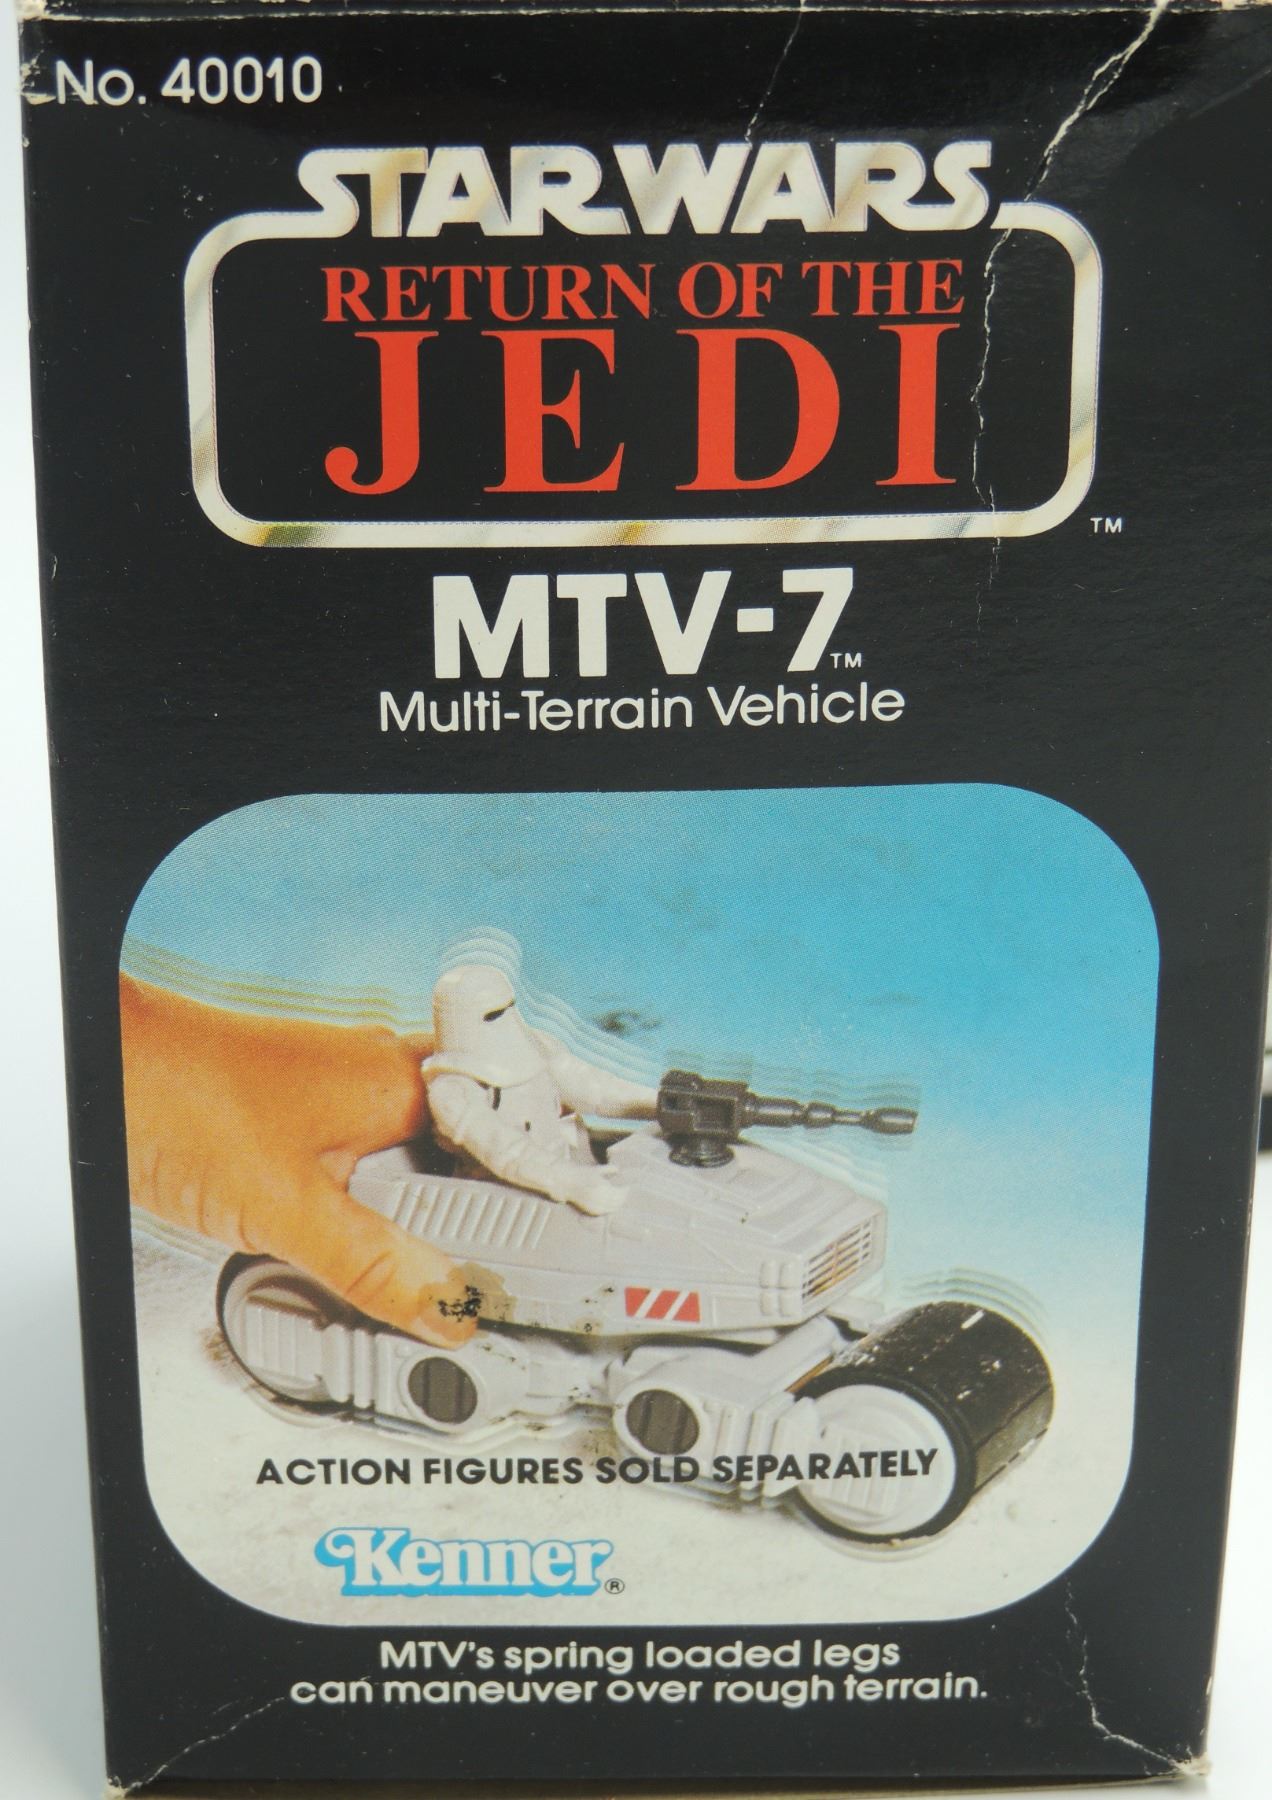 No. 40010
STAR WARS
RETURN OF THE
JEDI
TM
MTV-7TM
Multi-Terrain Vehicle
ACTION FIGURES SOLD SEPARATELY
Kenner®
MTV's spring loaded legs
can maneuver over rough terrain.